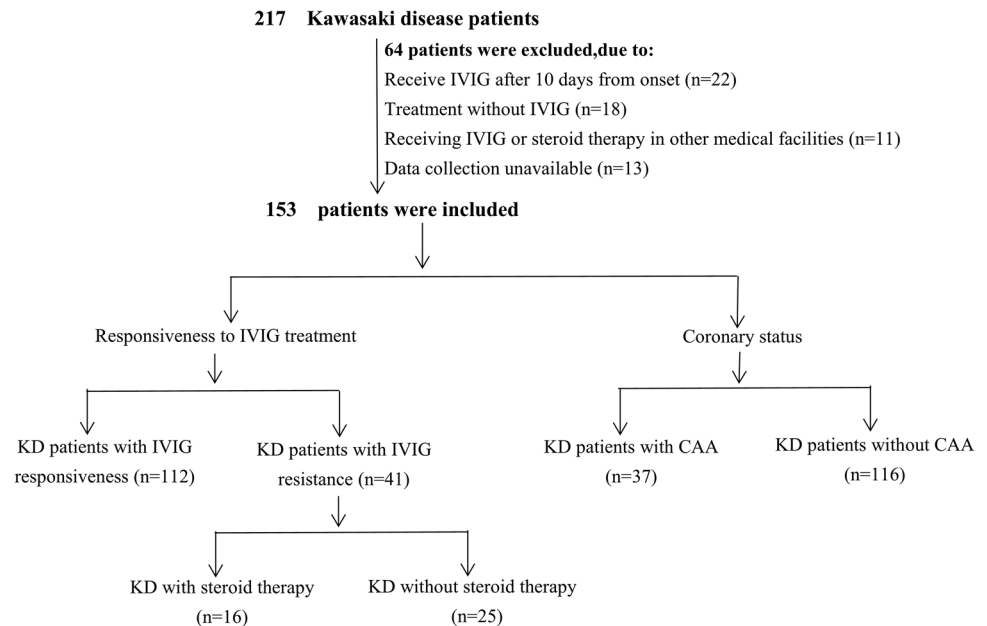 217 Kawasaki disease patients
64 patients were excluded,due to:
Receive IVIG after 10 days from onset (n=22)
Treatment without IVIG (n=18)
Receiving IVIG or steroid therapy in other medical facilities (n=11)
Data collection unavailable (n=13)
153 patients were included
Responsiveness to IVIG treatment
Coronary status
KD patients with IVIG
responsiveness (n=112)
KD patients with IVIG
resistance (n=41)
KD patients with CAA
(n=37)
KD patients without CAA
(n=116)
KD with steroid therapy
(n=16)
KD without steroid therapy
(n=25)